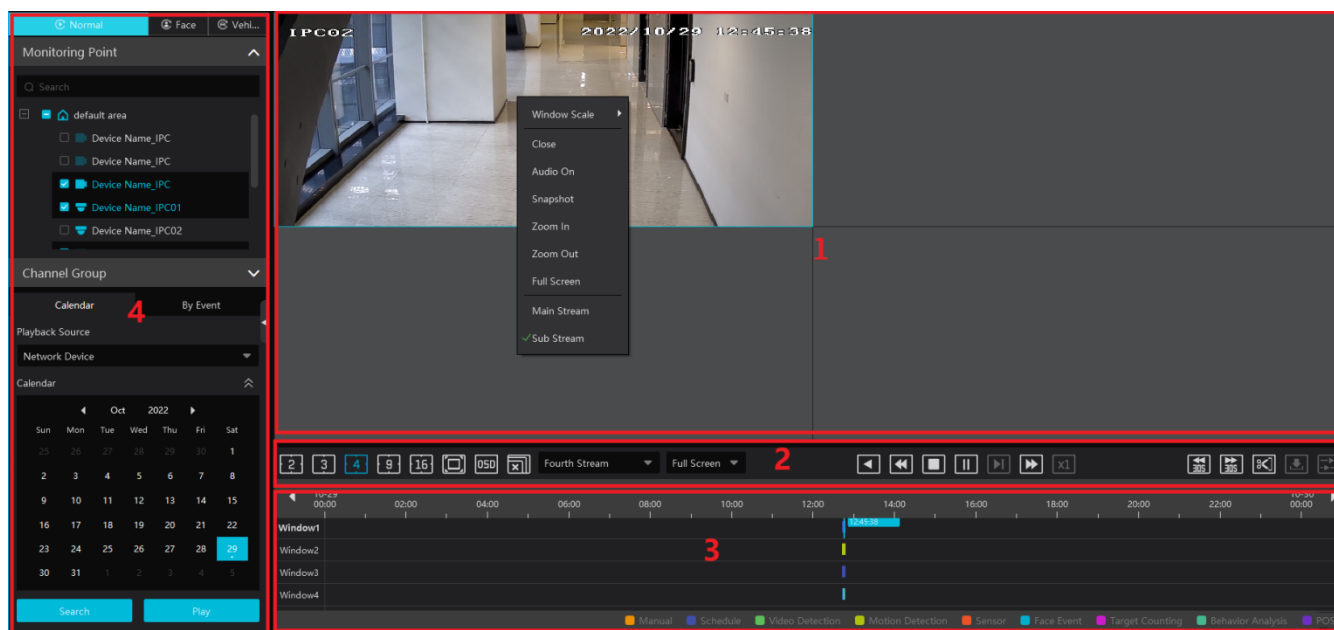 Normal
Face
Vehi...
Monitoring Point
Search
default area
Device Name_IPC
Device Name_IPC
Device Name_IPC
Device Name_IPC01
Device Name_IPC02
Channel Group
Calendar
By Event
4
Playback Source
Network Device
Calendar
Oct 2022
Sun Mon Tue Wed Thu Fri Sat
25 26 27 28 29 30 1
2 3 4 5 6 7 8
9 10 11 12 13 14 15
16 17 18 19 20 21 22
23 24 25 26 27 28 29
30 31 1 2 3 4 5
Search
Play
IPC02
2022/10/29 12:45:38
Window Scale
Close
Audio On
Snapshot
Zoom In
Zoom Out
Full Screen
Main Stream
Sub Stream
1
2 3 4 9 16 OSD Fourth Stream Full Screen 2 x1 30S 30S
10-29 10-30
00:00 02:00 04:00 06:00 08:00 10:00 12:00 14:00 16:00 18:00 20:00 22:00 00:00
Window1 12:45:38
Window2
3
Window3
Window4
Manual Schedule Video Detection Motion Detection Sensor Face Event Target Counting Behavior Analysis POS